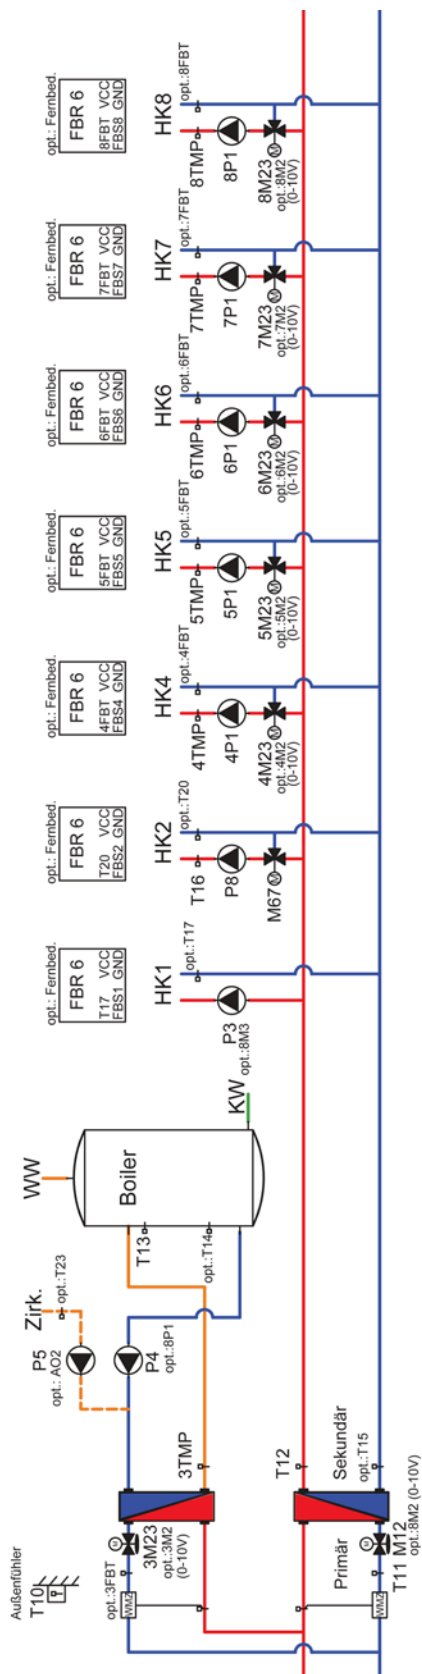 Außenfühler
T10
opt.:3FBT
WMZ
M
3M23
opt.:3M2
(0-10V)
3TMP
P5
opt.: AO2
Zirk.
opt.:T23
P4
opt.:8P1
WW
Boiler
T13
opt.:T14
KW
Primär
Sekundär
T12
opt.:T15
WMZ
M
T11 M12
opt.:8M2 (0-10V)
opt.: Fernbed.
FBR 6
T17 VCC
FBS1 GND
HK1
opt.:T17
P3
opt.:8M3
opt.: Fernbed.
FBR 6
T20 VCC
FBS2 GND
HK2
opt.:T20
T16
P8
M67
M
opt.: Fernbed.
FBR 6
4FBT VCC
FBS4 GND
HK4
opt.:4FBT
4TMP
4P1
M
4M23
opt.:4M2
(0-10V)
opt.: Fernbed.
FBR 6
5FBT VCC
FBS5 GND
HK5
opt.:5FBT
5TMP
5P1
M
5M23
opt.:5M2
(0-10V)
opt.: Fernbed.
FBR 6
6FBT VCC
FBS6 GND
HK6
opt.:6FBT
6TMP
6P1
M
6M23
opt.:6M2
(0-10V)
opt.: Fernbed.
FBR 6
7FBT VCC
FBS7 GND
HK7
opt.:7FBT
7TMP
7P1
M
7M23
opt.:7M2
(0-10V)
opt.: Fernbed.
FBR 6
8FBT VCC
FBS8 GND
HK8
opt.:8FBT
8TMP
8P1
M
8M23
opt.:8M2
(0-10V)